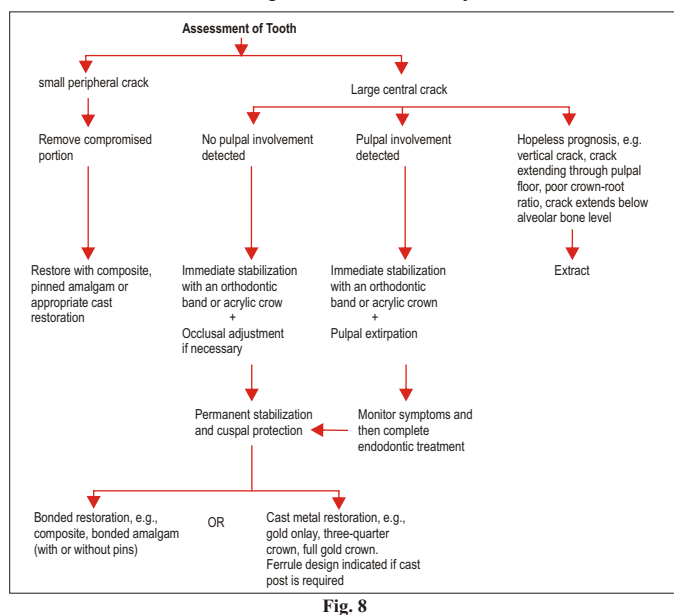 Assessment of Tooth
small peripheral crack
Large central crack
Remove compromised
portion
No pulpal involvement
detected
Pulpal involvement
detected
Hopeless prognosis, e.g.
vertical crack, crack
extending through pulpal
floor, poor crown-root
ratio, crack extends below
alveolar bone level
Restore with composite,
pinned amalgam or
appropriate cast
restoration
Immediate stabilization
with an orthodontic
band or acrylic crow
+
Occlusal adjustment
if necessary
Immediate stabilization
with an orthodontic
band or acrylic crown
+
Pulpal extirpation
Extract
Permanent stabilization
and cuspal protection
Monitor symptoms and
then complete
endodontic treatment
Bonded restoration, e.g.,
composite, bonded amalgam
(with or without pins)
OR
Cast metal restoration, e.g.,
gold onlay, three-quarter
crown, full gold crown.
Ferrule design indicated if cast
post is required
Fig. 8